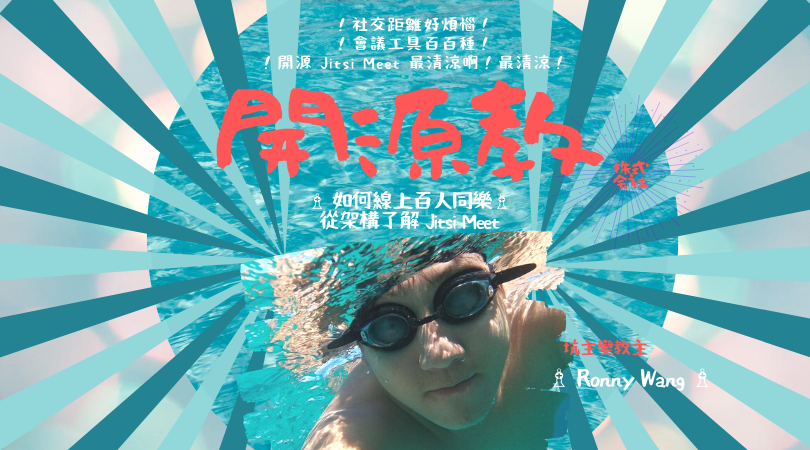 ！社交距離好煩惱！
！會議工具百百種！
！開源 Jitsi Meet 最清涼啊！最清涼！
開源教
株式
会社
如何線上百人同樂
從架構了解 Jitsi Meet
坑主變教主
Ronny Wang